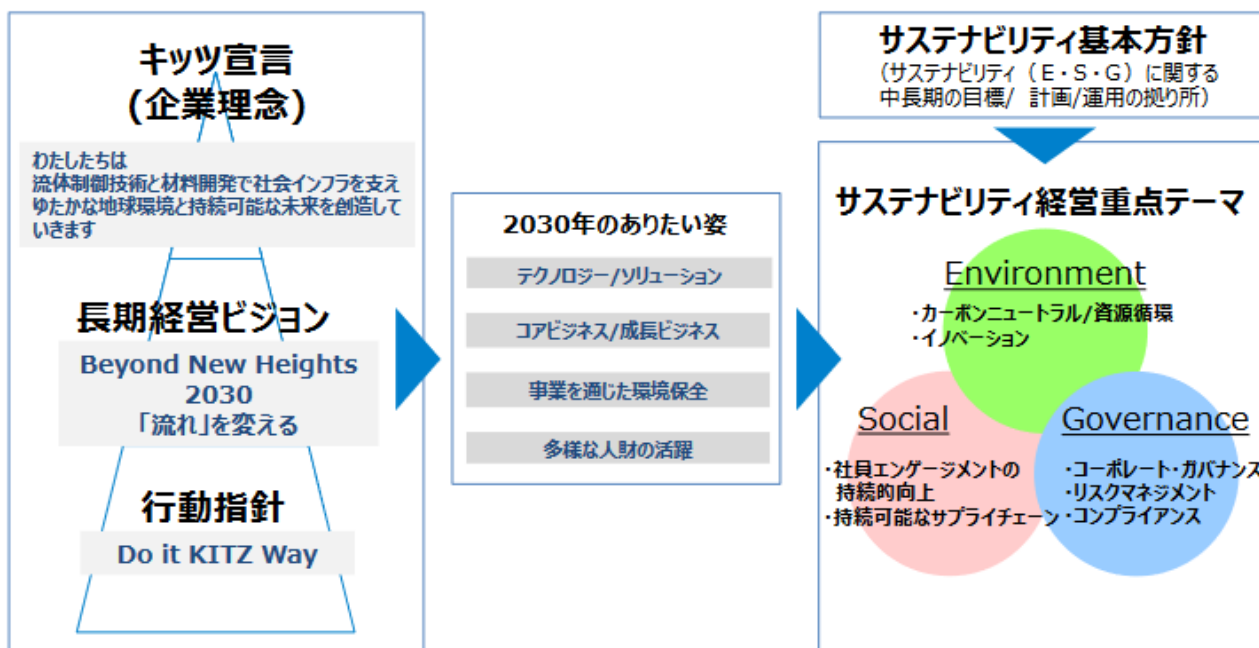 キッツ宣言
(企業理念)
わたしたちは
流体制御技術と材料開発で社会インフラを支え
ゆたかな地球環境と持続可能な未来を創造して
いきます
長期経営ビジョン
Beyond New Heights
2030
「流れ」を変える
行動指針
Do it KITZ Way
2030年のありたい姿
テクノロジー/ソリューション
コアビジネス/成長ビジネス
事業を通じた環境保全
多様な人財の活躍
サステナビリティ基本方針
(サステナビリティ(E・S・G)に関する
中長期の目標/ 計画/運用の拠り所)
サステナビリティ経営重点テーマ
Environment
・カーボンニュートラル/資源循環
・イノベーション
Social
・社員エンゲージメントの
持続的向上
・持続可能なサプライチェーン
Governance
・コーポレート・ガバナンス
・リスクマネジメント
・コンプライアンス